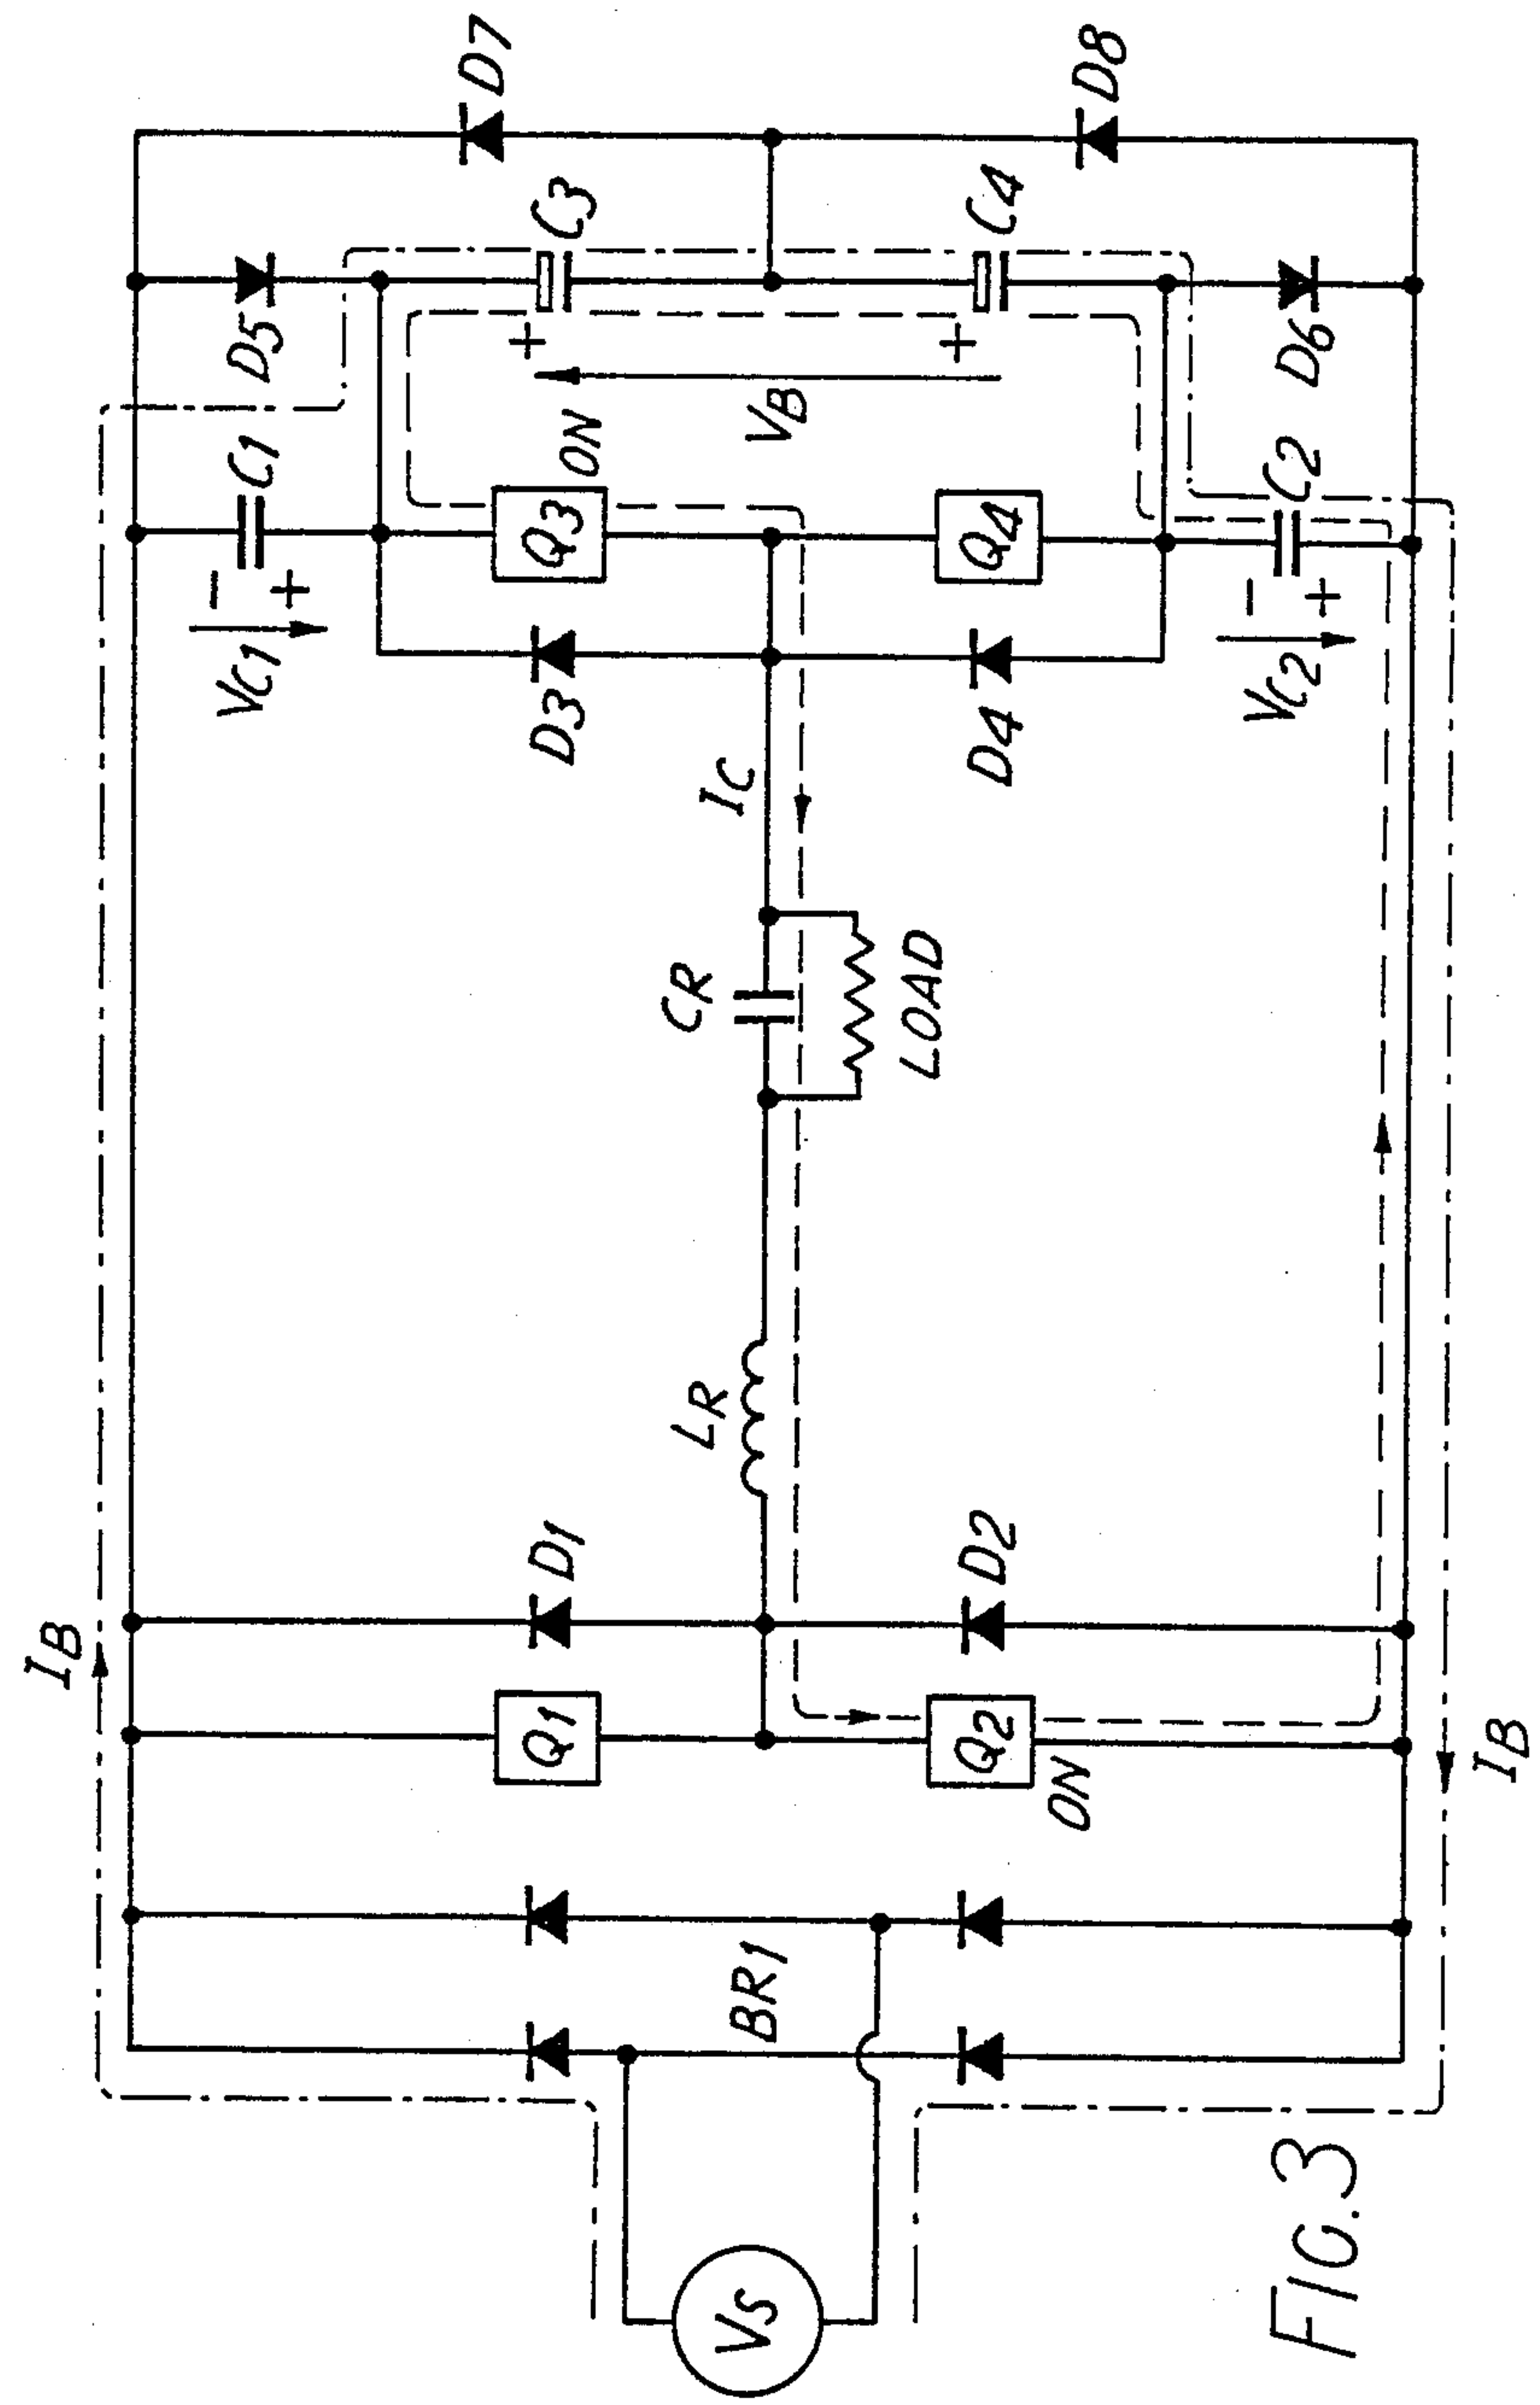 IB
D7
D5
C1
C3
VC1
−
+
+
ON
Q3
D3
VB
IC
CR
LOAD
LR
D1
Q1
BR1
VS
D8
C4
+
Q4
D4
D6
C2
VC2
−
+
D2
Q2
ON
IB
FIG.3